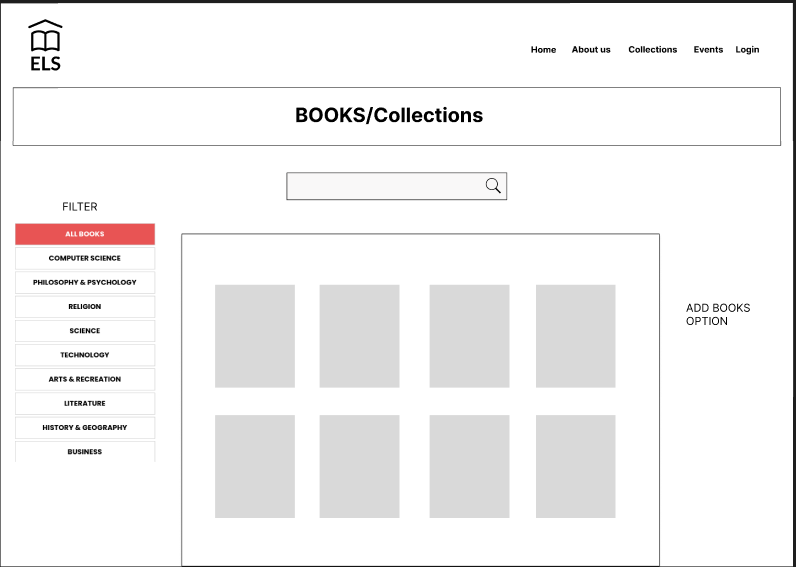 ELS
Home About us Collections Events Login
BOOKS/Collections
FILTER
ALL BOOKS
COMPUTER SCIENCE
PHILOSOPHY & PSYCHOLOGY
RELIGION
SCIENCE
TECHNOLOGY
ARTS & RECREATION
LITERATURE
HISTORY & GEOGRAPHY
BUSINESS
ADD BOOKS
OPTION